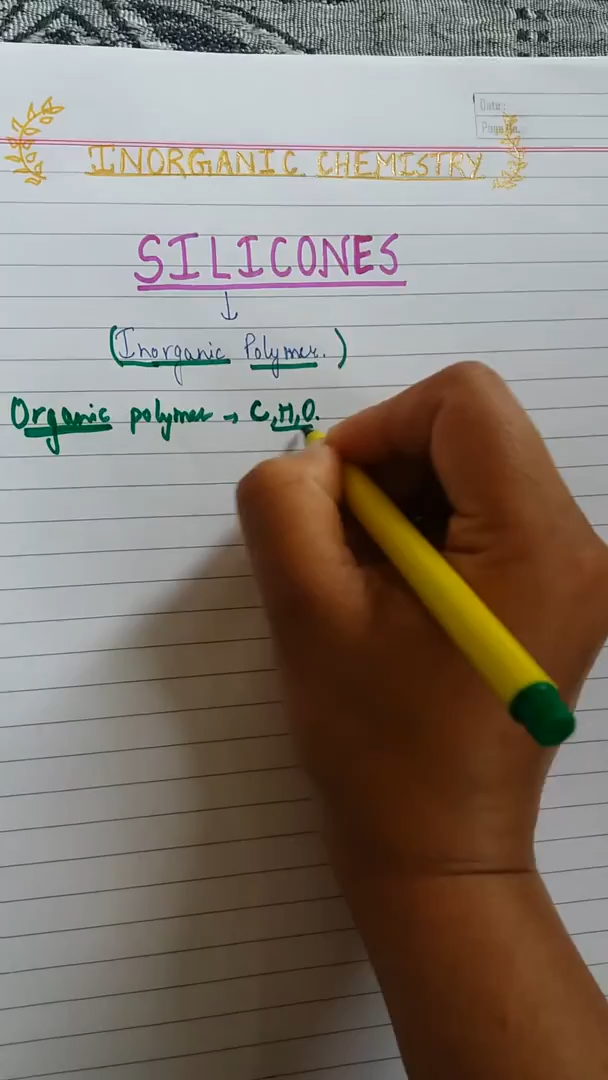 Date:
Page No.
INORGANIC CHEMISTRY
SILICONES
↓
(Inorganic Polymer.)
Organic polymer → C,H,O.